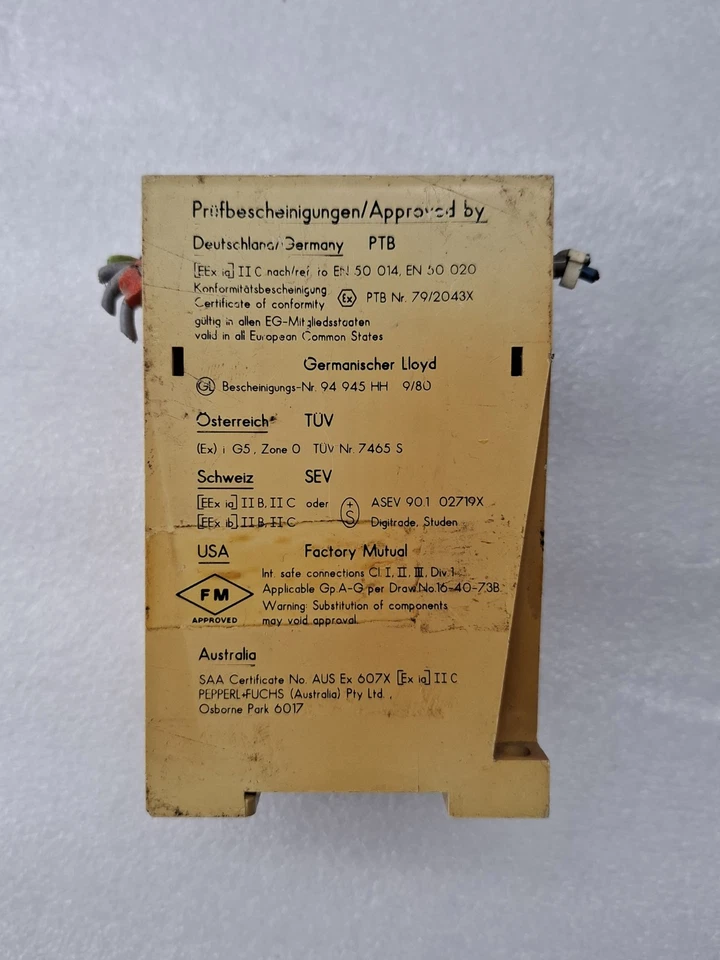 Prüfbescheinigungen/Approved by
Deutschland/Germany PTB
[EEx ia] II C nach/ref. to EN 50 014, EN 50 020
Konformitätsbescheinigung
Certificate of conformity Ex PTB Nr. 79/2043X
gültig in allen EG-Mitgliedsstaaten
valid in all European Common States
Germanischer Lloyd
GL Bescheinigungs-Nr. 94 945 HH 9/80
Österreich TÜV
(Ex) i G5, Zone 0 TÜV Nr 7465 S
Schweiz SEV
[EEx ia] II B, II C oder + S ASEV 90.1 02719X
[EEx ib] II B, II C Digitrade, Studen
USA Factory Mutual
Int. safe connections Cl I, II, III, Div.1
FM Applicable Gp A-G per Draw.No.16-40-73B
Warning: Substitution of components
APPROVED may void approval.
Australia
SAA Certificate No. AUS Ex 607X [Ex ia] II C
PEPPERL+FUCHS (Australia) Pty Ltd.,
Osborne Park 6017